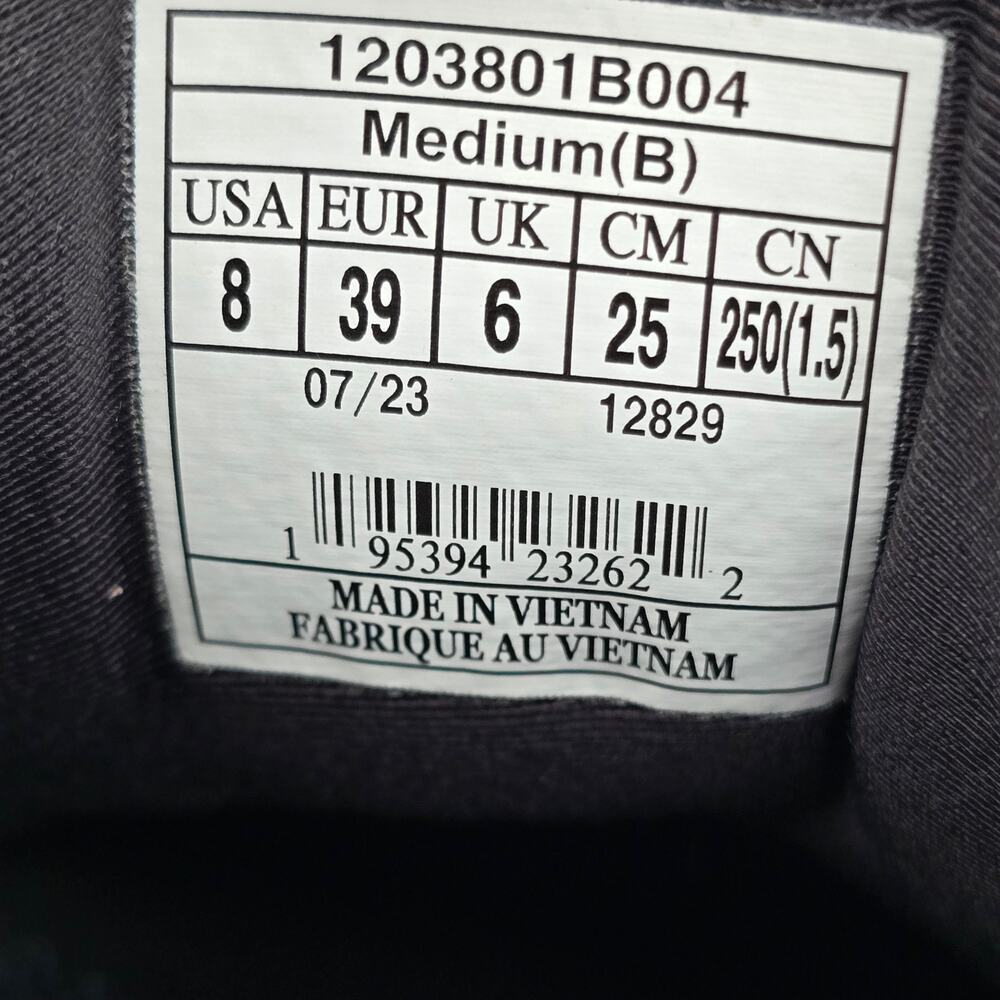 1203801B004
Medium(B)
USA EUR UK CM CN
8 39 6 25 250(1.5)
07/23 12829
1 95394 23262 2
MADE IN VIETNAM
FABRIQUE AU VIETNAM